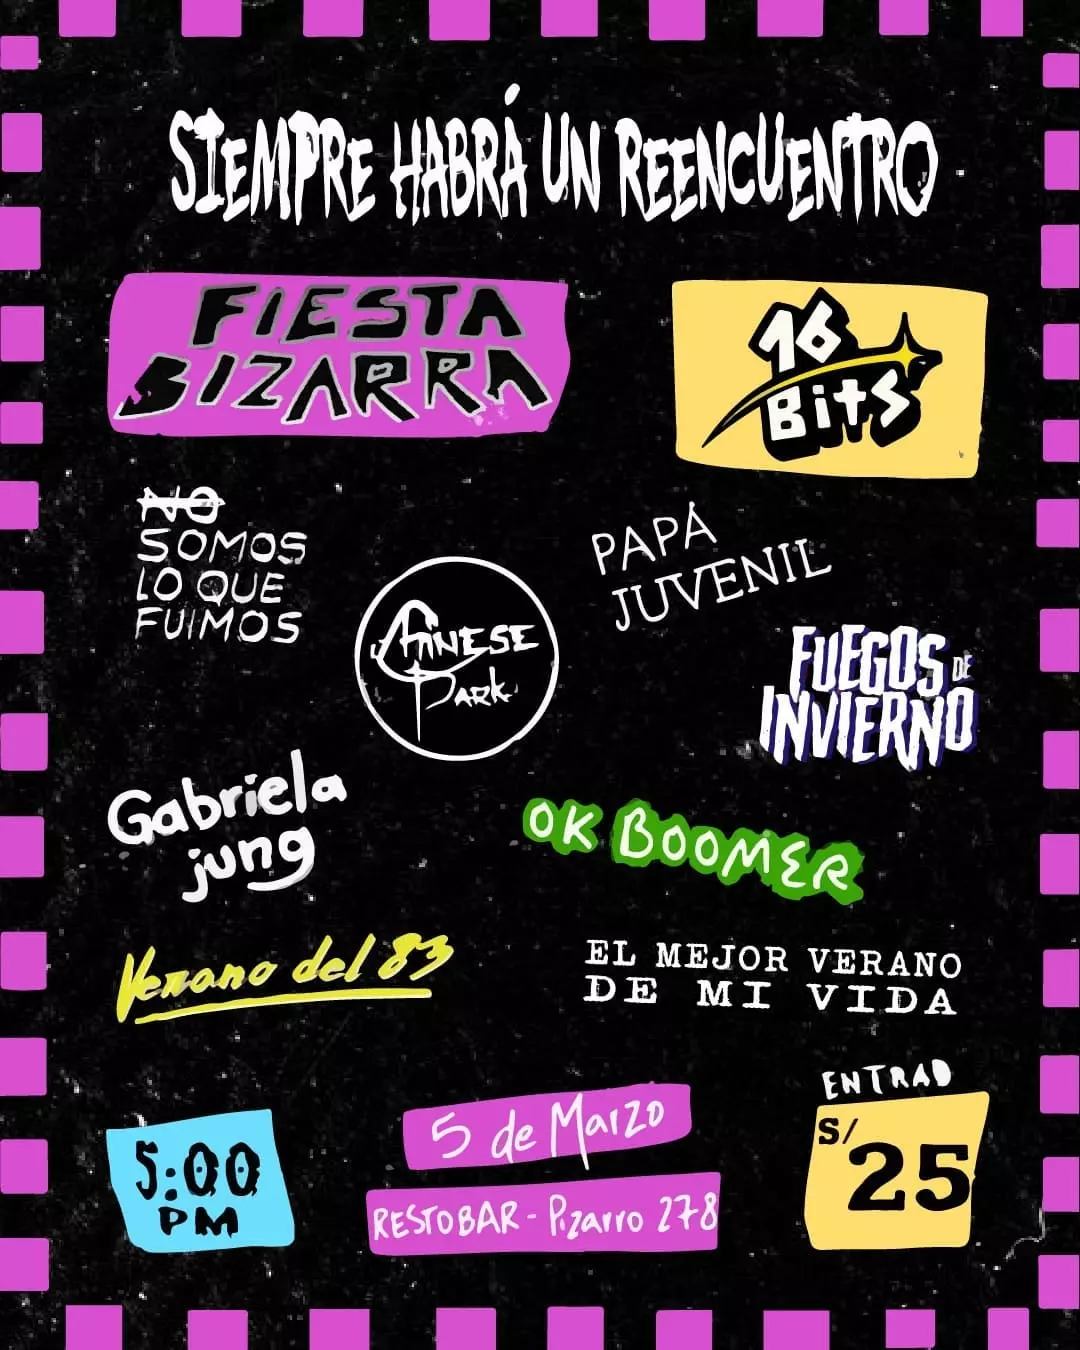 SIEMPRE HABRÁ UN REENCUENTRO
FIESTA
BIZARRA
16
Bits
NO
SOMOS
LO QUE
FUIMOS
PAPÁ
JUVENIL
CHINESE
PARK
FUEGOS DE
INVIERNO
Gabriela
jung
OK BOOMER
Verano del 83
EL MEJOR VERANO
DE MI VIDA
5:00
PM
5 de Marzo
RESTOBAR - Pizarro 278
ENTRAD
S/
25